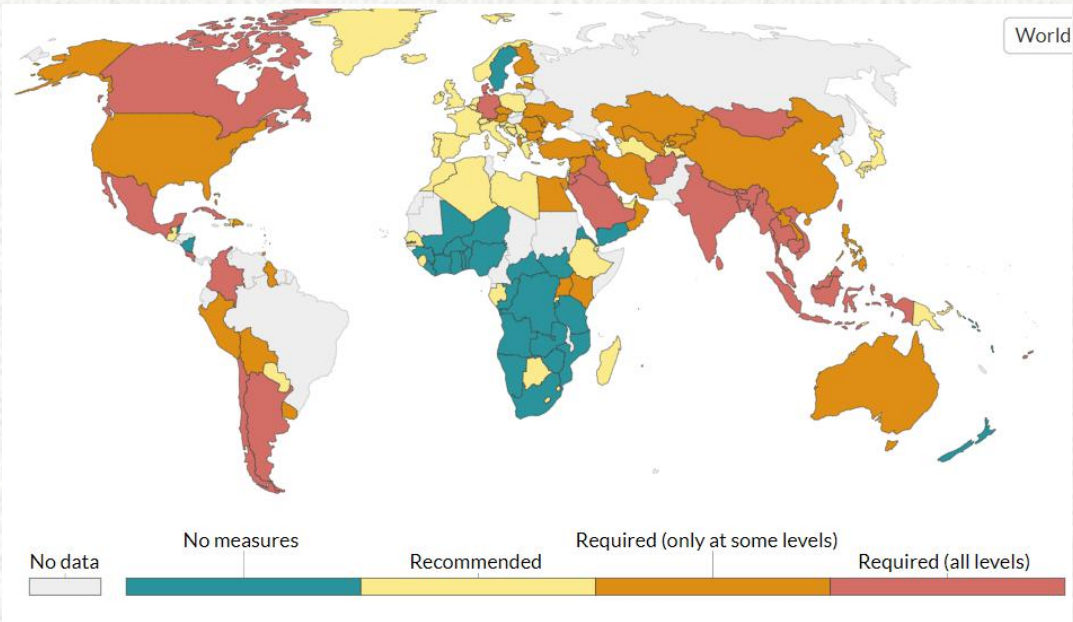 World
No measures
Required (only at some levels)
No data
Recommended
Required (all levels)